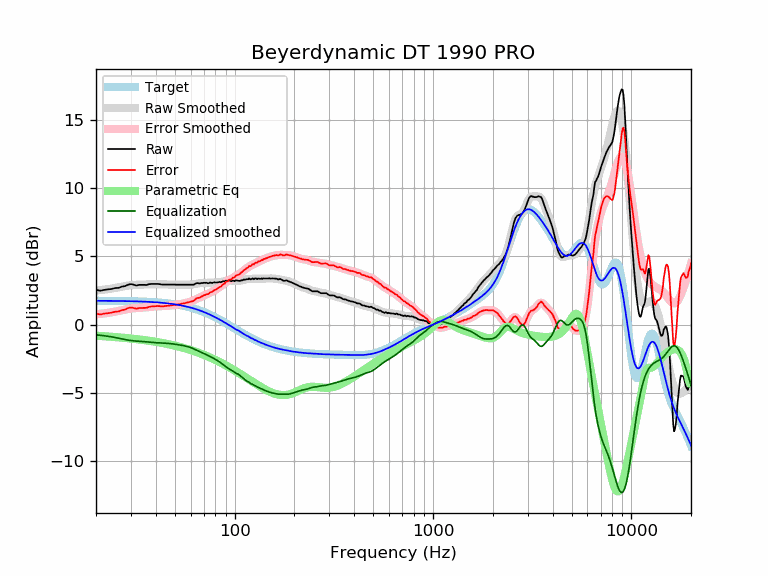 Beyerdynamic DT 1990 PRO
Target
Raw Smoothed
Error Smoothed
Raw
Error
Parametric Eq
Equalization
Equalized smoothed
15
10
5
0
−5
−10
Amplitude (dBr)
100
1000
10000
Frequency (Hz)